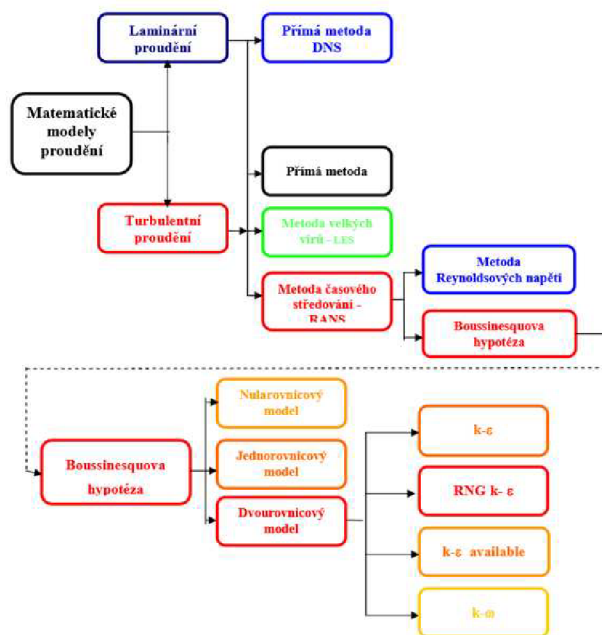 Laminární
proudění
Přímá metoda
DNS
Matematické
modely
proudění
Přímá metoda
Turbulentní
proudění
Metoda velkých
vírů - LES
Metoda časového
středování –
RANS
Metoda
Reynoldsových napětí
Boussinesquova
hypotéza
Nularovnicový
model
Boussinesquova
hypotéza
Jednorovnicový
model
Dvourovnicový
model
k-ε
RNG k- ε
k-ε available
k-ω